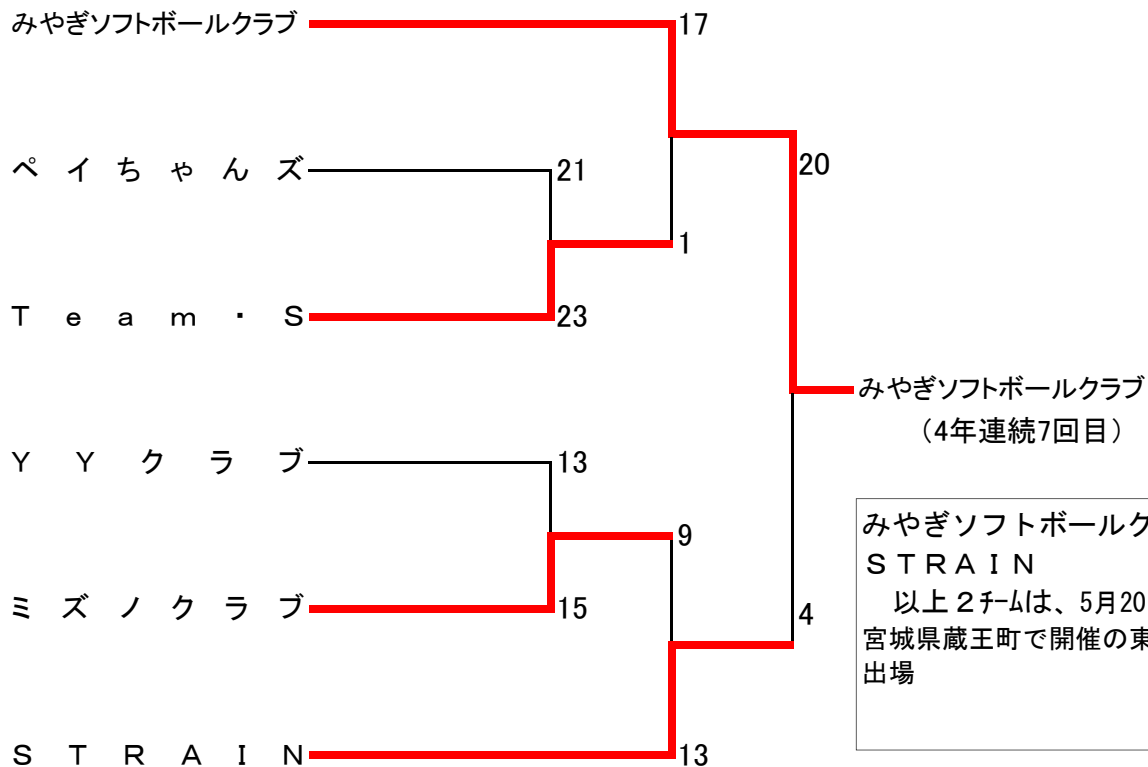 みやぎソフトボールクラブ
17
ペイちゃんズ
21
20
1
Team・S
23
みやぎソフトボールクラブ
（4年連続7回目）
YYクラブ
13
9
みやぎソフトボールク
STRAIN
以上２チームは、5月20
宮城県蔵王町で開催の東
出場
ミズノクラブ
15
4
STRAIN
13